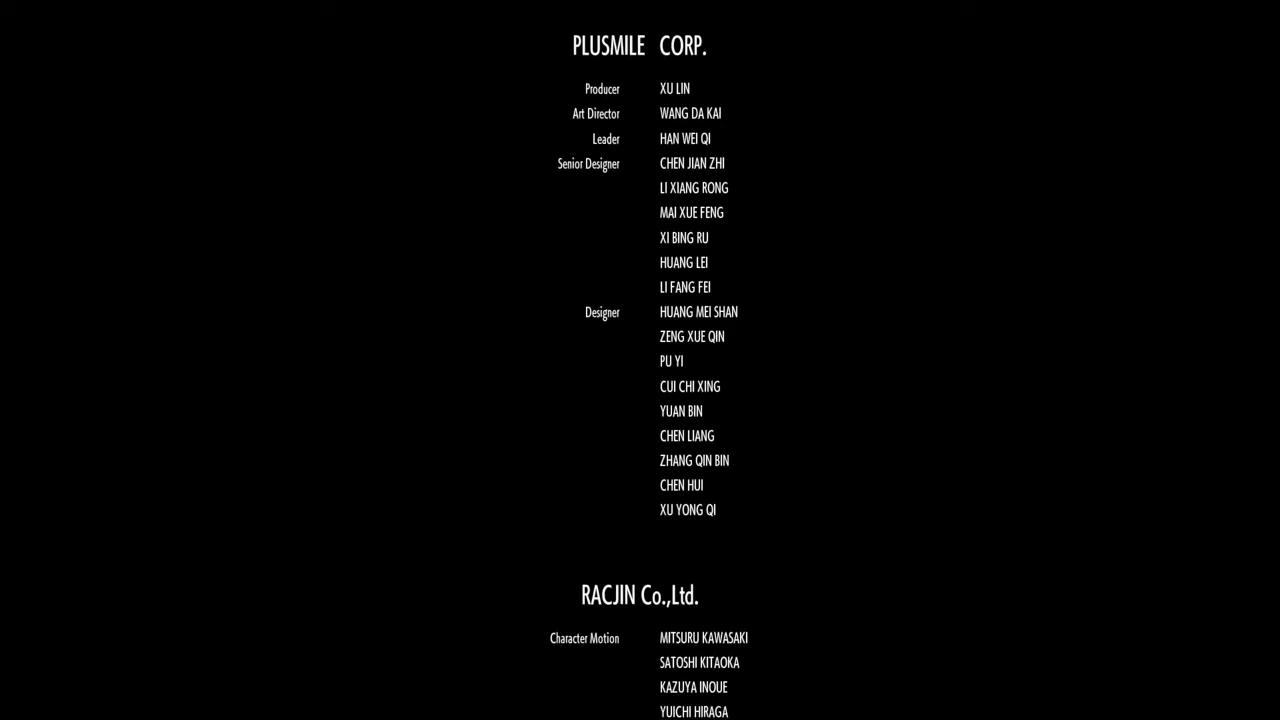 PLUSMILE CORP.
Producer XU LIN
Art Director WANG DA KAI
Leader HAN WEI QI
Senior Designer CHEN JIAN ZHI
LI XIANG RONG
MAI XUE FENG
XI BING RU
HUANG LEI
LI FANG FEI
Designer HUANG MEI SHAN
ZENG XUE QIN
PU YI
CUI CHI XING
YUAN BIN
CHEN LIANG
ZHANG QIN BIN
CHEN HUI
XU YONG QI
RACJIN Co.,Ltd.
Character Motion MITSURU KAWASAKI
SATOSHI KITAOKA
KAZUYA INOUE
YUICHI HIRAGA